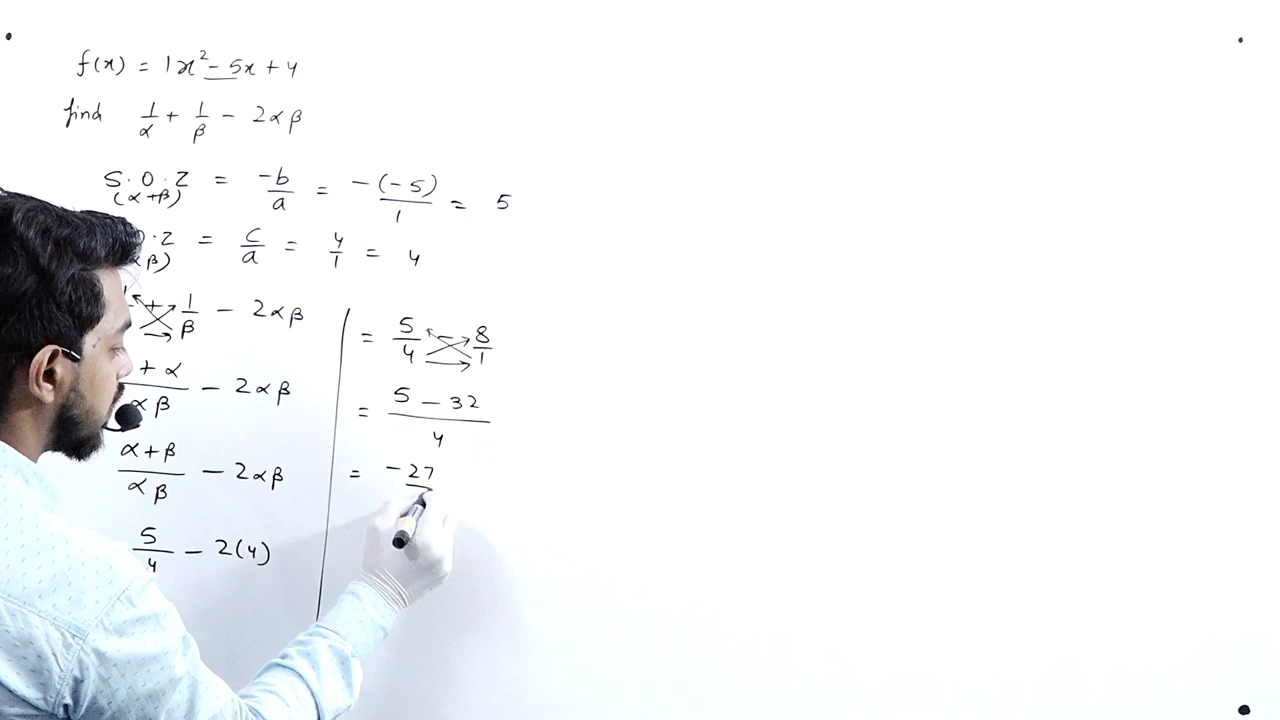 f(x) = 1x² - 5x + 4
find 1/α + 1/β - 2αβ
S.O.Z = -b/a = -(-5)/1 = 5
(α+β)
O.Z = c/a = 4/1 = 4
β)
+ 1/β - 2αβ
+ α/αβ - 2αβ
α+β/αβ - 2αβ
5/4 - 2(4)
= 5/4 - 8/1
= 5 - 32/4
= -27